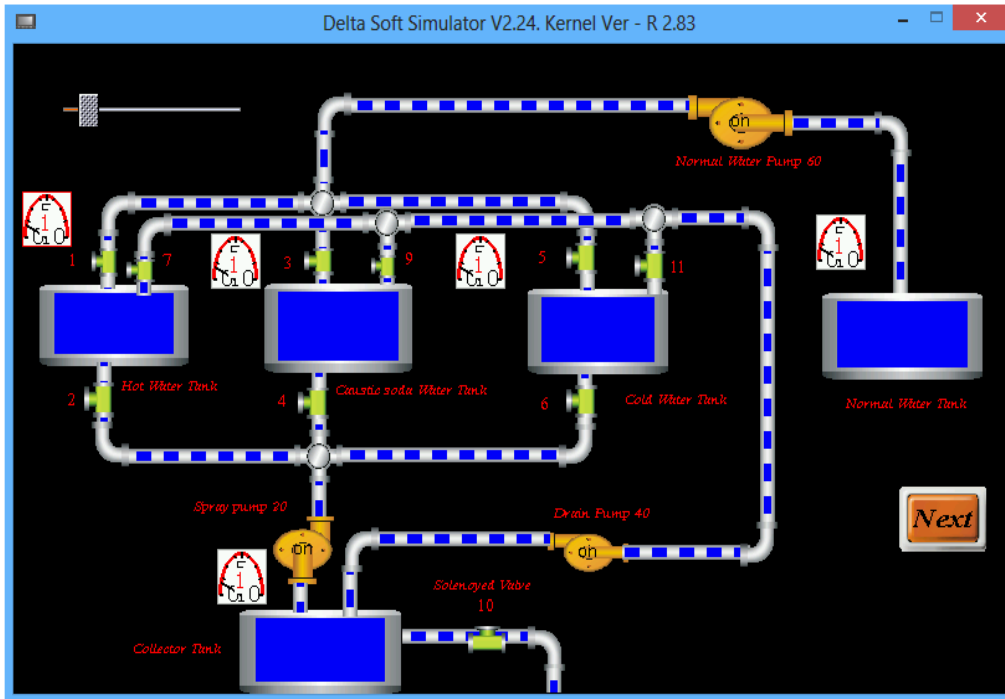 Delta Soft Simulator V2.24. Kernel Ver - R 2.83
on
Normal Water Pump 60
1
7
3
9
5
11
Hot Water Tank
Caustic soda Water Tank
Cold Water Tank
Normal Water Tank
2
4
6
Spray pump 20
on
Drain Pump 40
on
Next
Solenoyed Valve
10
Collector Tank